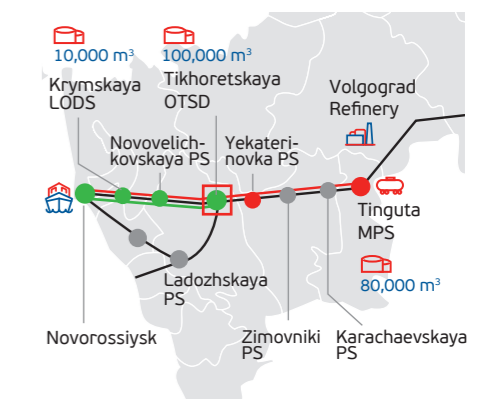 10,000 m³
Krymskaya
LODS
100,000 m³
Tikhoretskaya
OTSD
Volgograd
Refinery
Novovelich-
kovskaya PS
Yekateri-
novka PS
Tinguta
MPS
80,000 m³
Ladozhskaya
PS
Novorossiysk
Zimovniki
PS
Karachaevskaya
PS